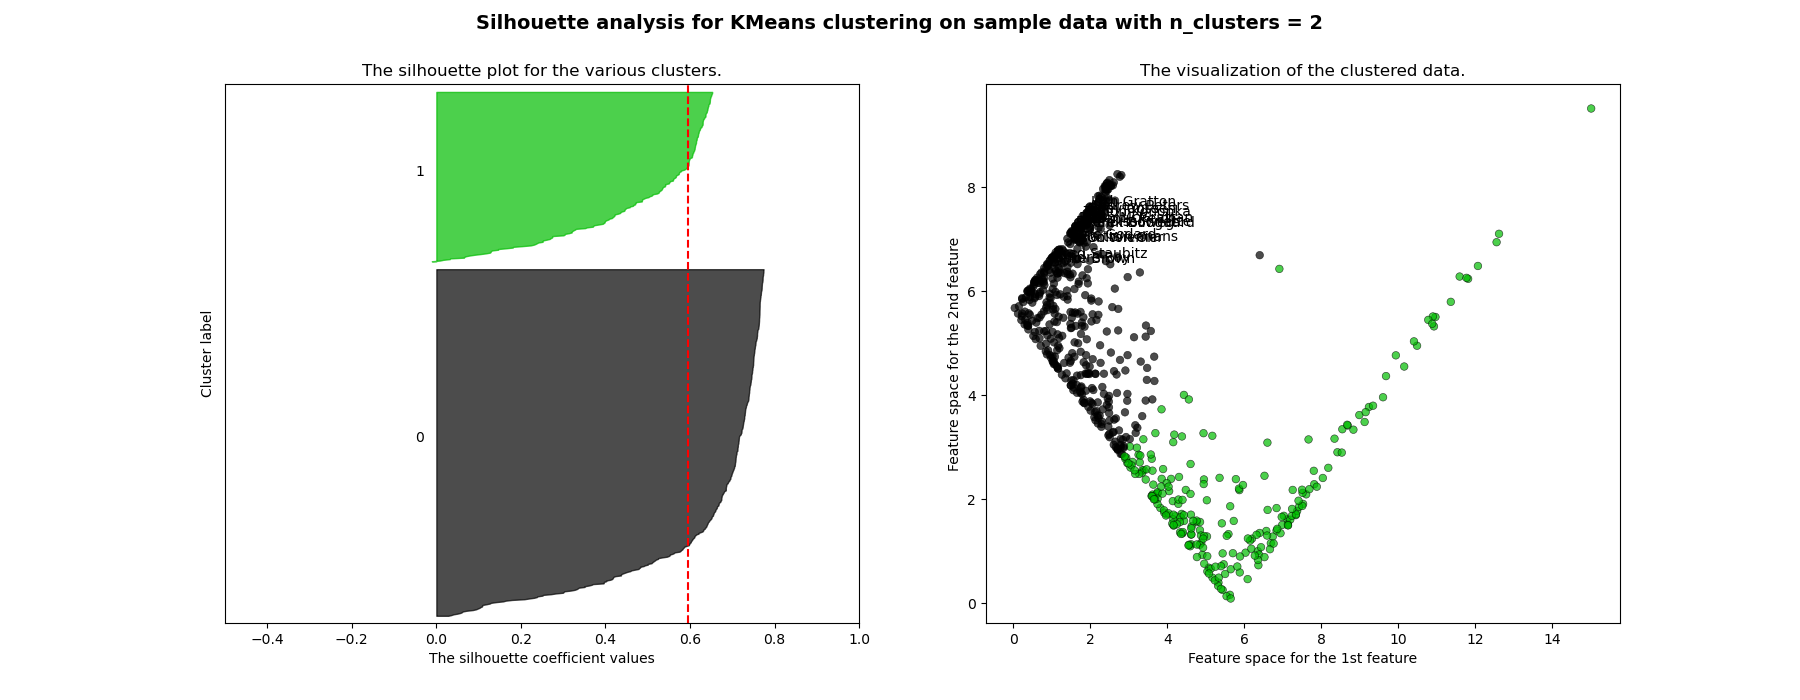 Silhouette analysis for KMeans clustering on sample data with n_clusters = 2
The silhouette plot for the various clusters.
Cluster label
1
0
−0.4 −0.2 0.0 0.2 0.4 0.6 0.8 1.0
The silhouette coefficient values
The visualization of the clustered data.
Feature space for the 2nd feature
8
6
4
2
0
Gratton
Staubitz
0 2 4 6 8 10 12 14
Feature space for the 1st feature